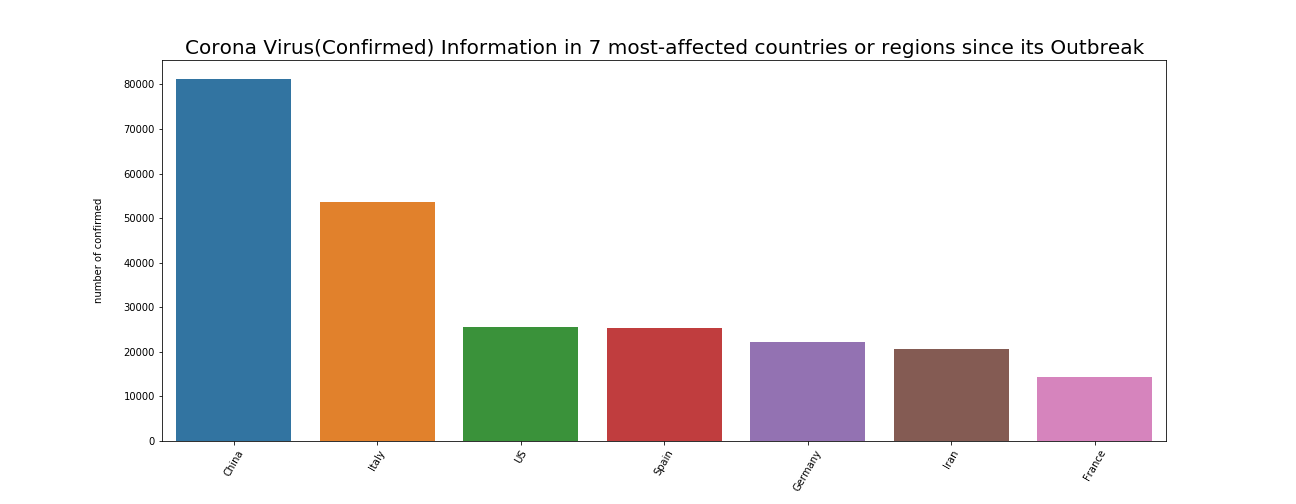 Corona Virus(Confirmed) Information in 7 most-affected countries or regions since its Outbreak
number of confirmed
80000
70000
60000
50000
40000
30000
20000
10000
0
China
Italy
US
Spain
Germany
Iran
France